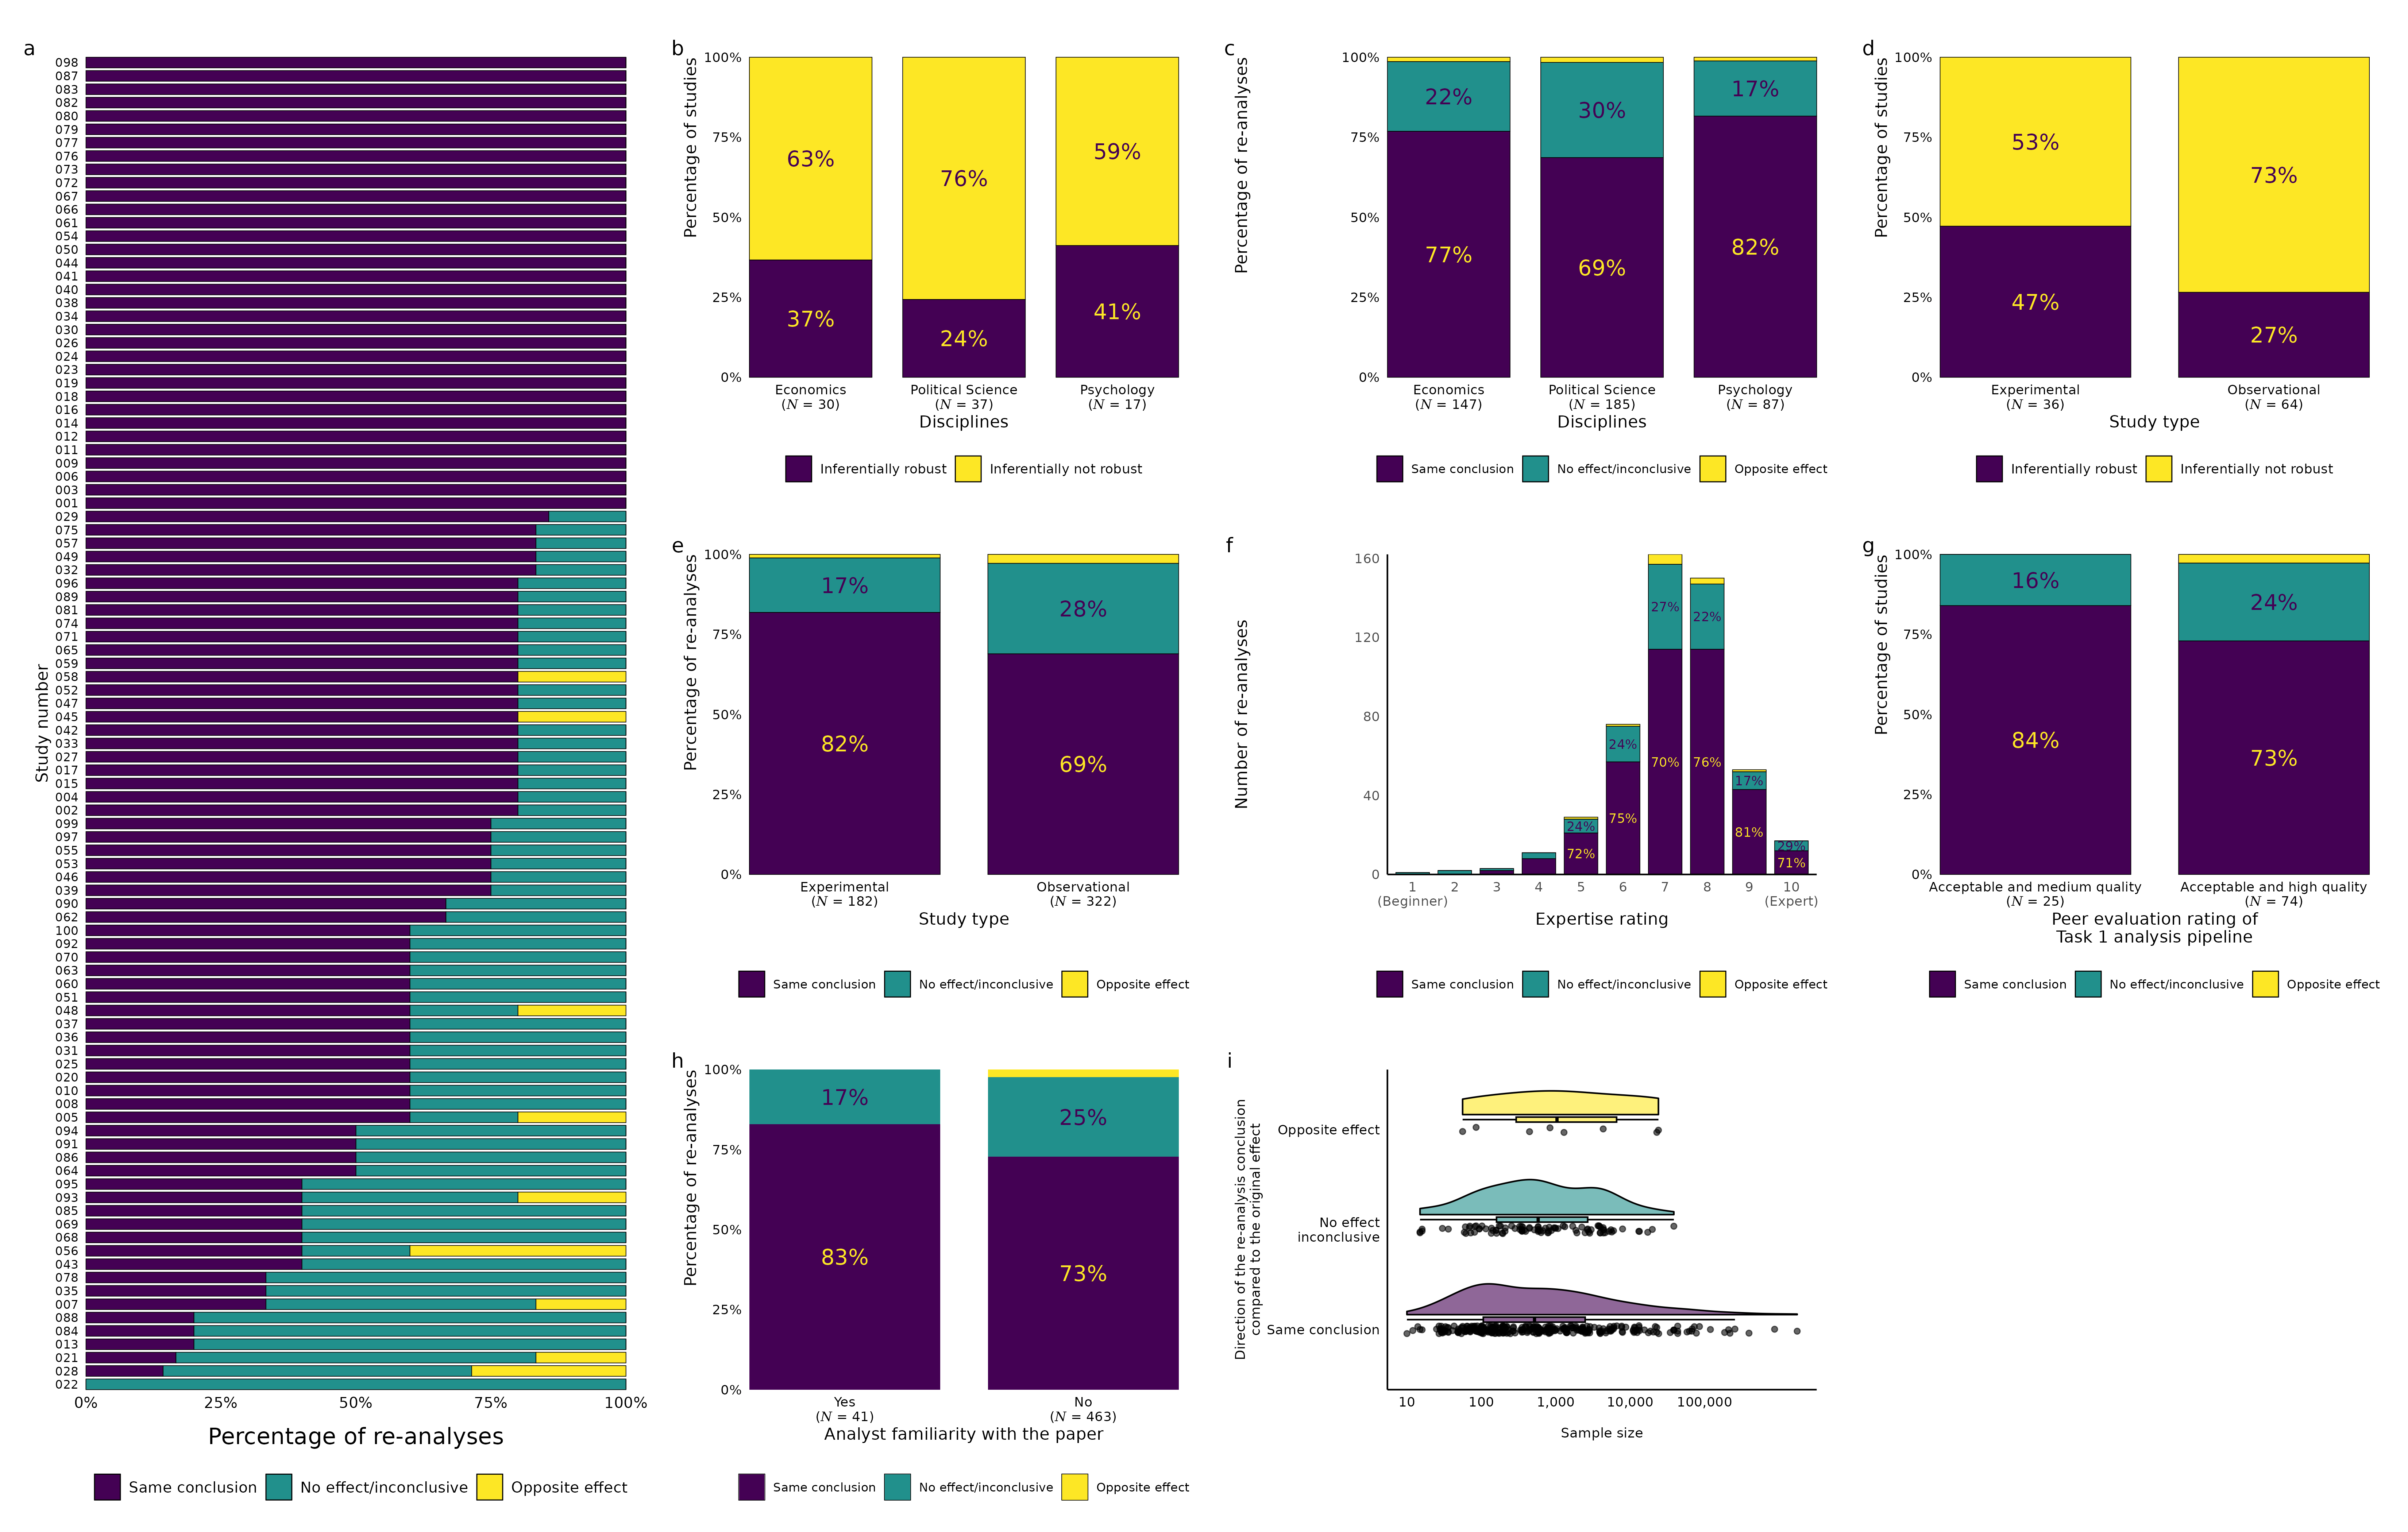 a
Study number
098
087
083
082
080
079
077
076
073
072
067
066
061
054
050
044
041
040
038
034
030
026
024
023
019
018
016
014
012
011
009
006
003
001
029
075
057
049
032
096
089
081
074
071
065
059
058
052
047
045
042
033
027
017
015
004
002
099
097
055
053
046
039
090
062
100
092
070
063
060
051
048
037
036
031
025
020
010
008
005
094
091
086
064
095
093
085
069
068
056
043
078
035
007
088
084
013
021
028
022
0% 25% 50% 75% 100%
Percentage of re-analyses
Same conclusion No effect/inconclusive Opposite effect
b
Percentage of studies
100%
75%
50%
25%
0%
63% 76% 59%
37% 24% 41%
Economics Political Science Psychology
(N = 30) (N = 37) (N = 17)
Disciplines
Inferentially robust Inferentially not robust
c
Percentage of re-analyses
100%
75%
50%
25%
0%
22% 30% 17%
77% 69% 82%
Economics Political Science Psychology
(N = 147) (N = 185) (N = 87)
Disciplines
Same conclusion No effect/inconclusive Opposite effect
d
Percentage of studies
100%
75%
50%
25%
0%
53% 73%
47% 27%
Experimental Observational
(N = 36) (N = 64)
Study type
Inferentially robust Inferentially not robust
e
Percentage of re-analyses
100%
75%
50%
25%
0%
17% 28%
82% 69%
Experimental Observational
(N = 182) (N = 322)
Study type
Same conclusion No effect/inconclusive Opposite effect
f
Number of re-analyses
160
120
80
40
0
24% 24% 27% 22% 17% 29%
72% 75% 70% 76% 81% 71%
1 2 3 4 5 6 7 8 9 10
(Beginner) (Expert)
Expertise rating
Same conclusion No effect/inconclusive Opposite effect
g
Percentage of studies
100%
75%
50%
25%
0%
16% 24%
84% 73%
Acceptable and medium quality Acceptable and high quality
(N = 25) (N = 74)
Peer evaluation rating of
Task 1 analysis pipeline
Same conclusion No effect/inconclusive Opposite effect
h
Percentage of re-analyses
100%
75%
50%
25%
0%
17% 25%
83% 73%
Yes No
(N = 41) (N = 463)
Analyst familiarity with the paper
Same conclusion No effect/inconclusive Opposite effect
i
Direction of the re-analysis conclusion
compared to the original effect
Opposite effect
No effect
inconclusive
Same conclusion
10 100 1,000 10,000 100,000
Sample size